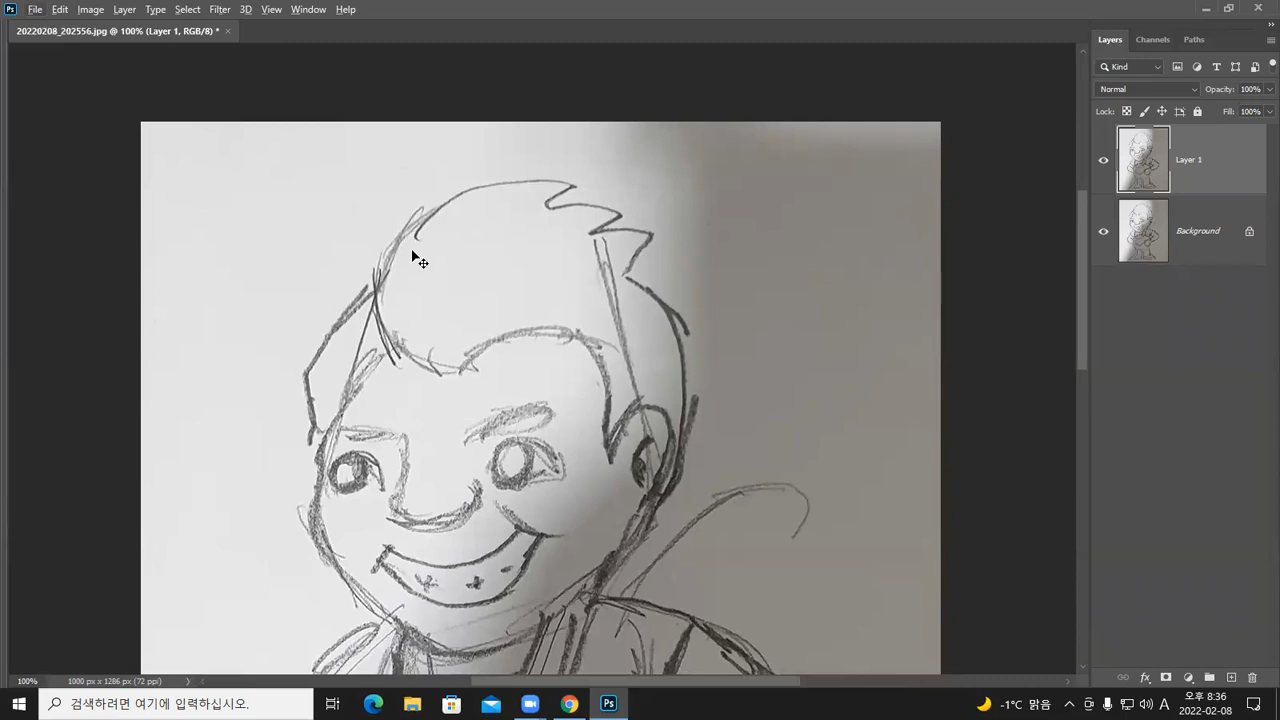 Ps File Edit Image Layer Type Select Filter 3D View Window Help
20220208_202556.jpg @ 100% (Layer 1, RGB/8) *
Layers Channels Paths
Kind
Normal Opacity: 100%
Lock: Fill: 100%
Layer 1
Background
100% 1000 px x 1286 px (72 ppi)
검색하려면 여기에 입력하십시오.
Ps
-1°C 맑음
A
오후 8:36
2022-02-08